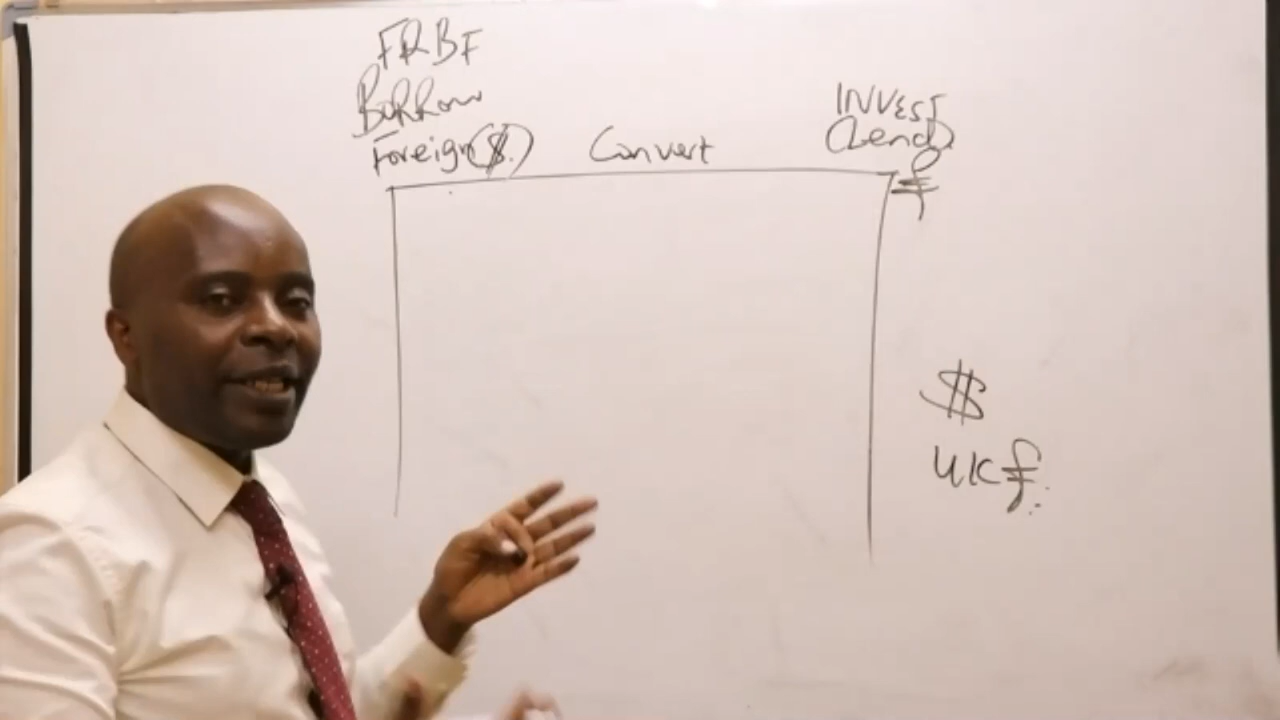 FRBF
Borrow
Foreign ($) Convert
INVEST
(Lend)
£
$
UK £